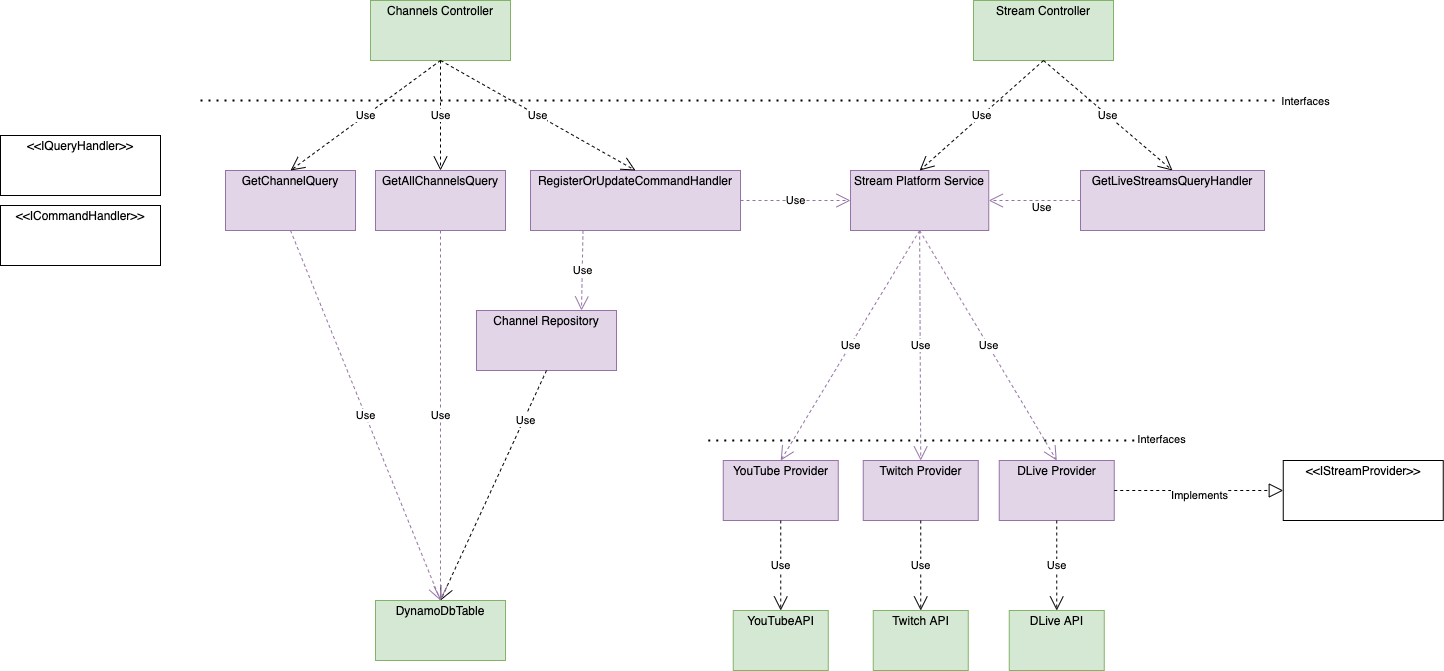 Channels Controller
Stream Controller
Interfaces
Use
Use
Use
Use
Use
<<IQueryHandler>>
GetChannelQuery
GetAllChannelsQuery
RegisterOrUpdateCommandHandler
Stream Platform Service
GetLiveStreamsQueryHandler
Use
Use
<<ICommandHandler>>
Use
Channel Repository
Use
Use
Use
Use
Use
Use
Interfaces
YouTube Provider
Twitch Provider
DLive Provider
<<IStreamProvider>>
Implements
Use
Use
Use
DynamoDbTable
YouTubeAPI
Twitch API
DLive API